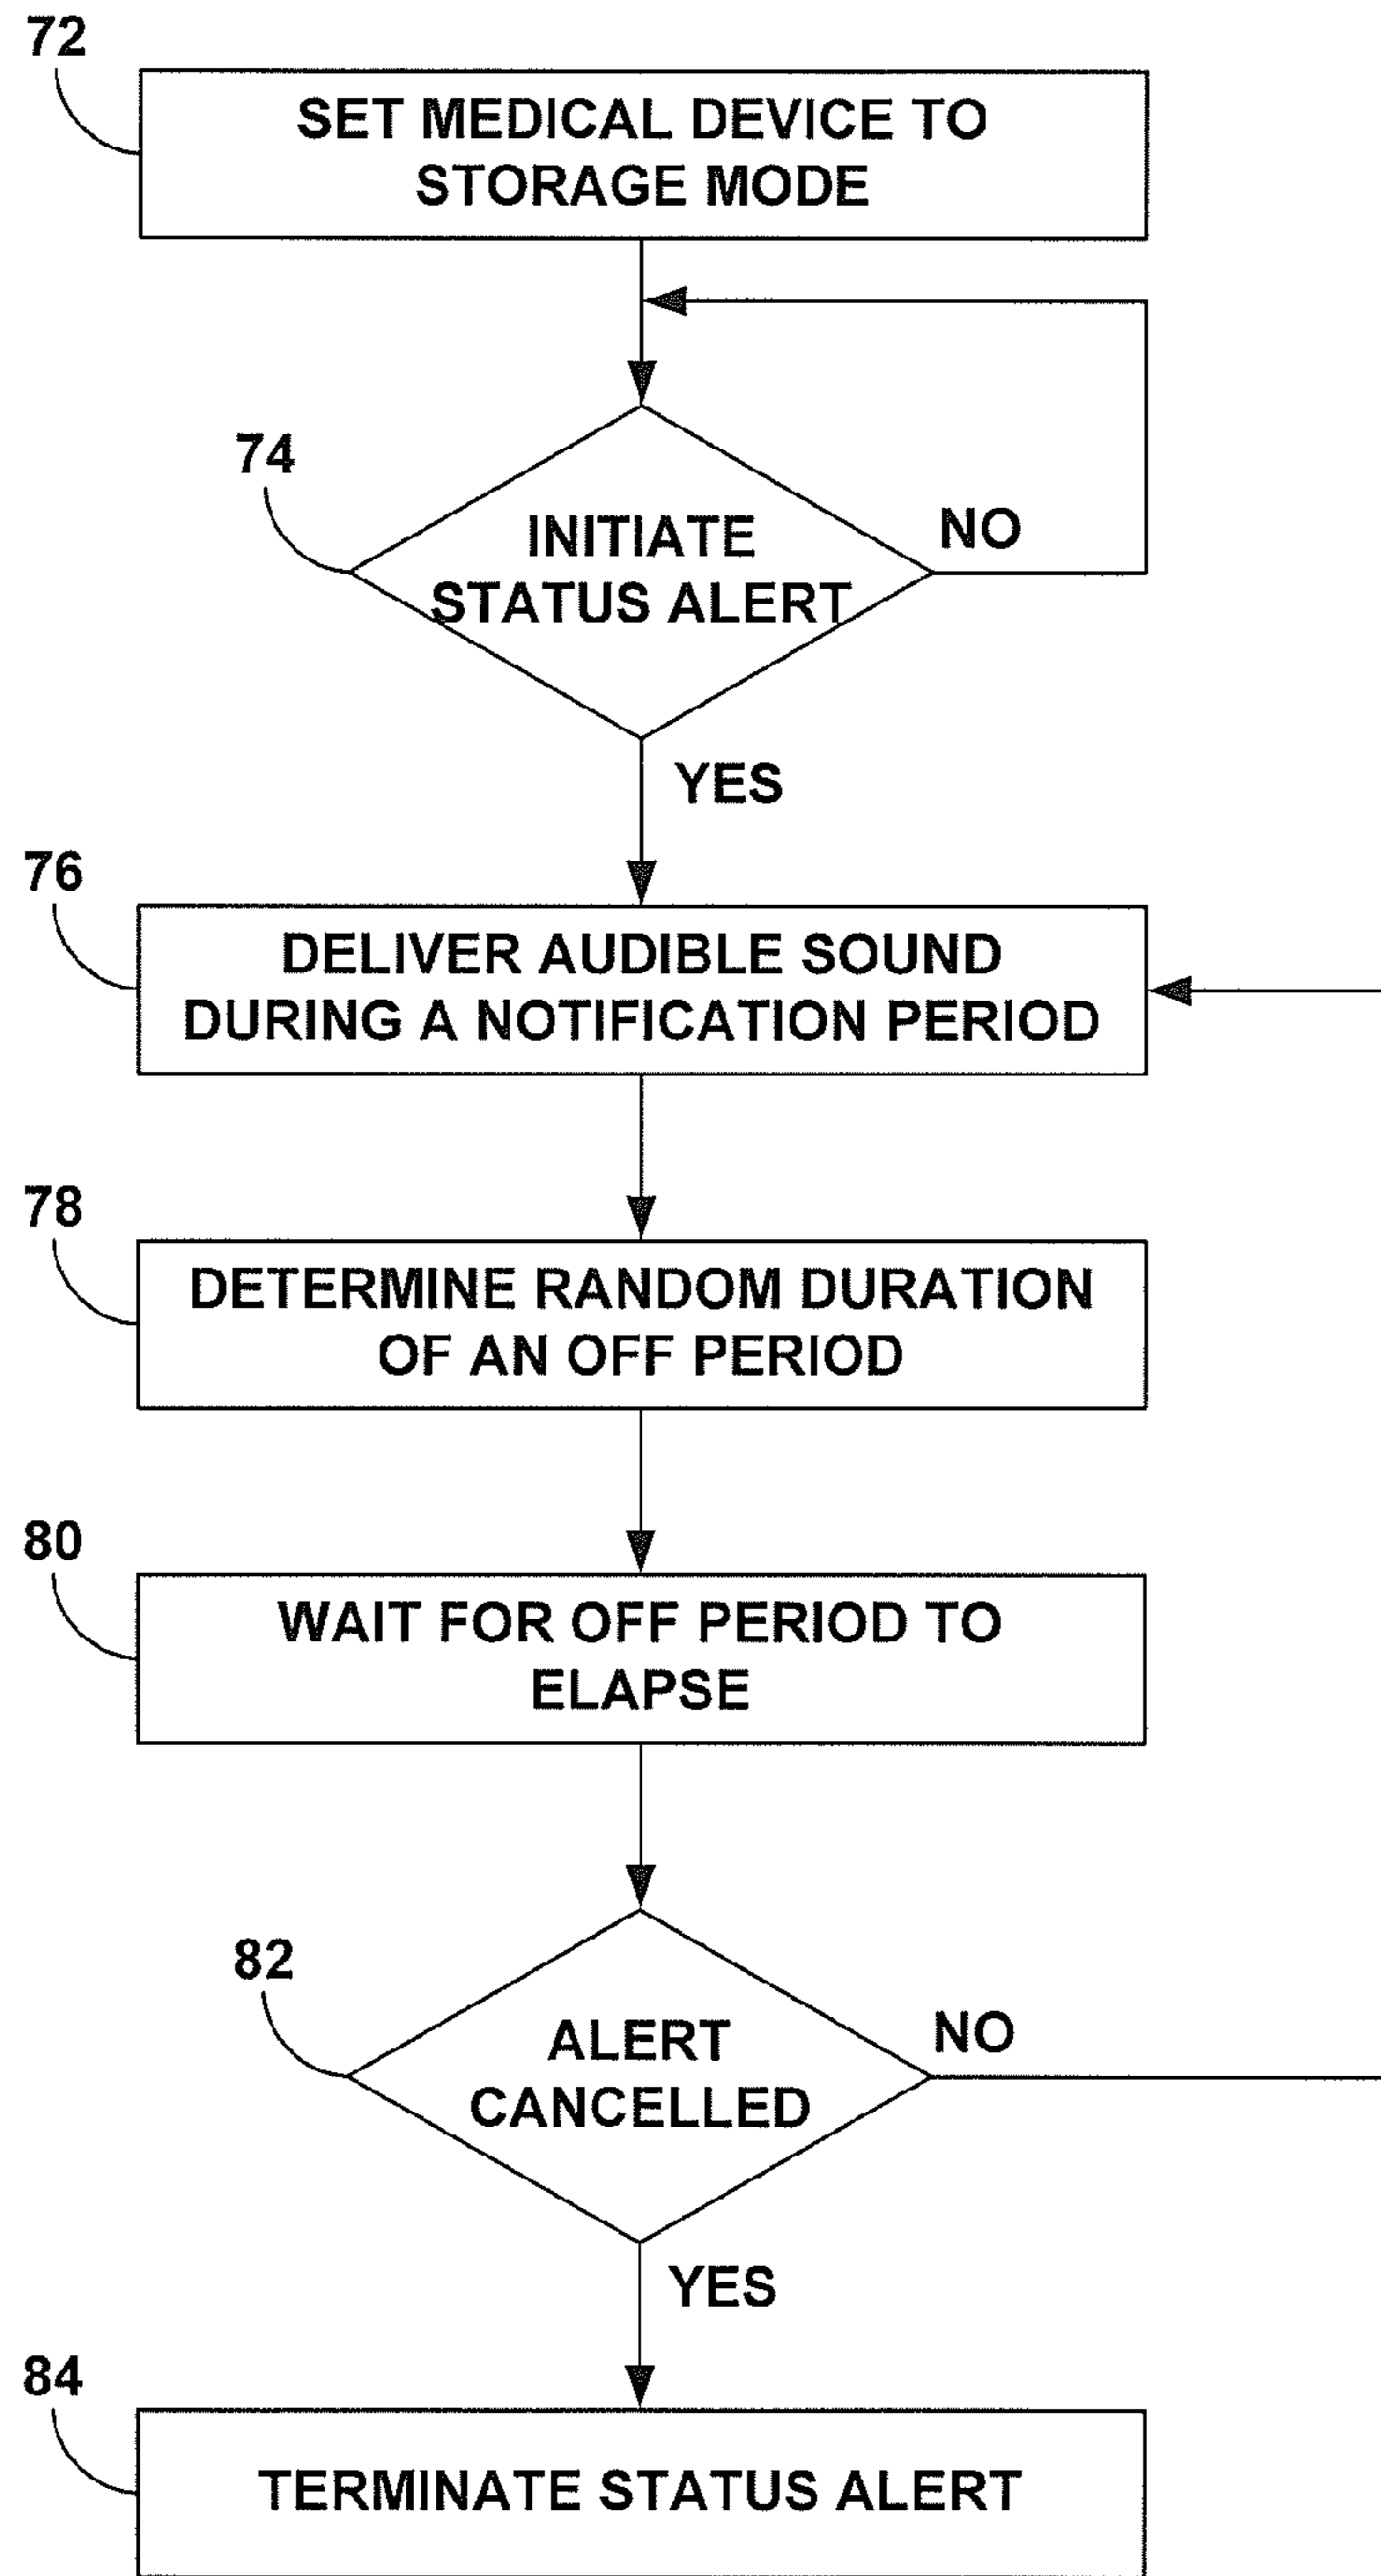 72
SET MEDICAL DEVICE TO
STORAGE MODE
74
INITIATE
STATUS ALERT
NO
YES
76
DELIVER AUDIBLE SOUND
DURING A NOTIFICATION PERIOD
78
DETERMINE RANDOM DURATION
OF AN OFF PERIOD
80
WAIT FOR OFF PERIOD TO
ELAPSE
82
ALERT
CANCELLED
NO
YES
84
TERMINATE STATUS ALERT